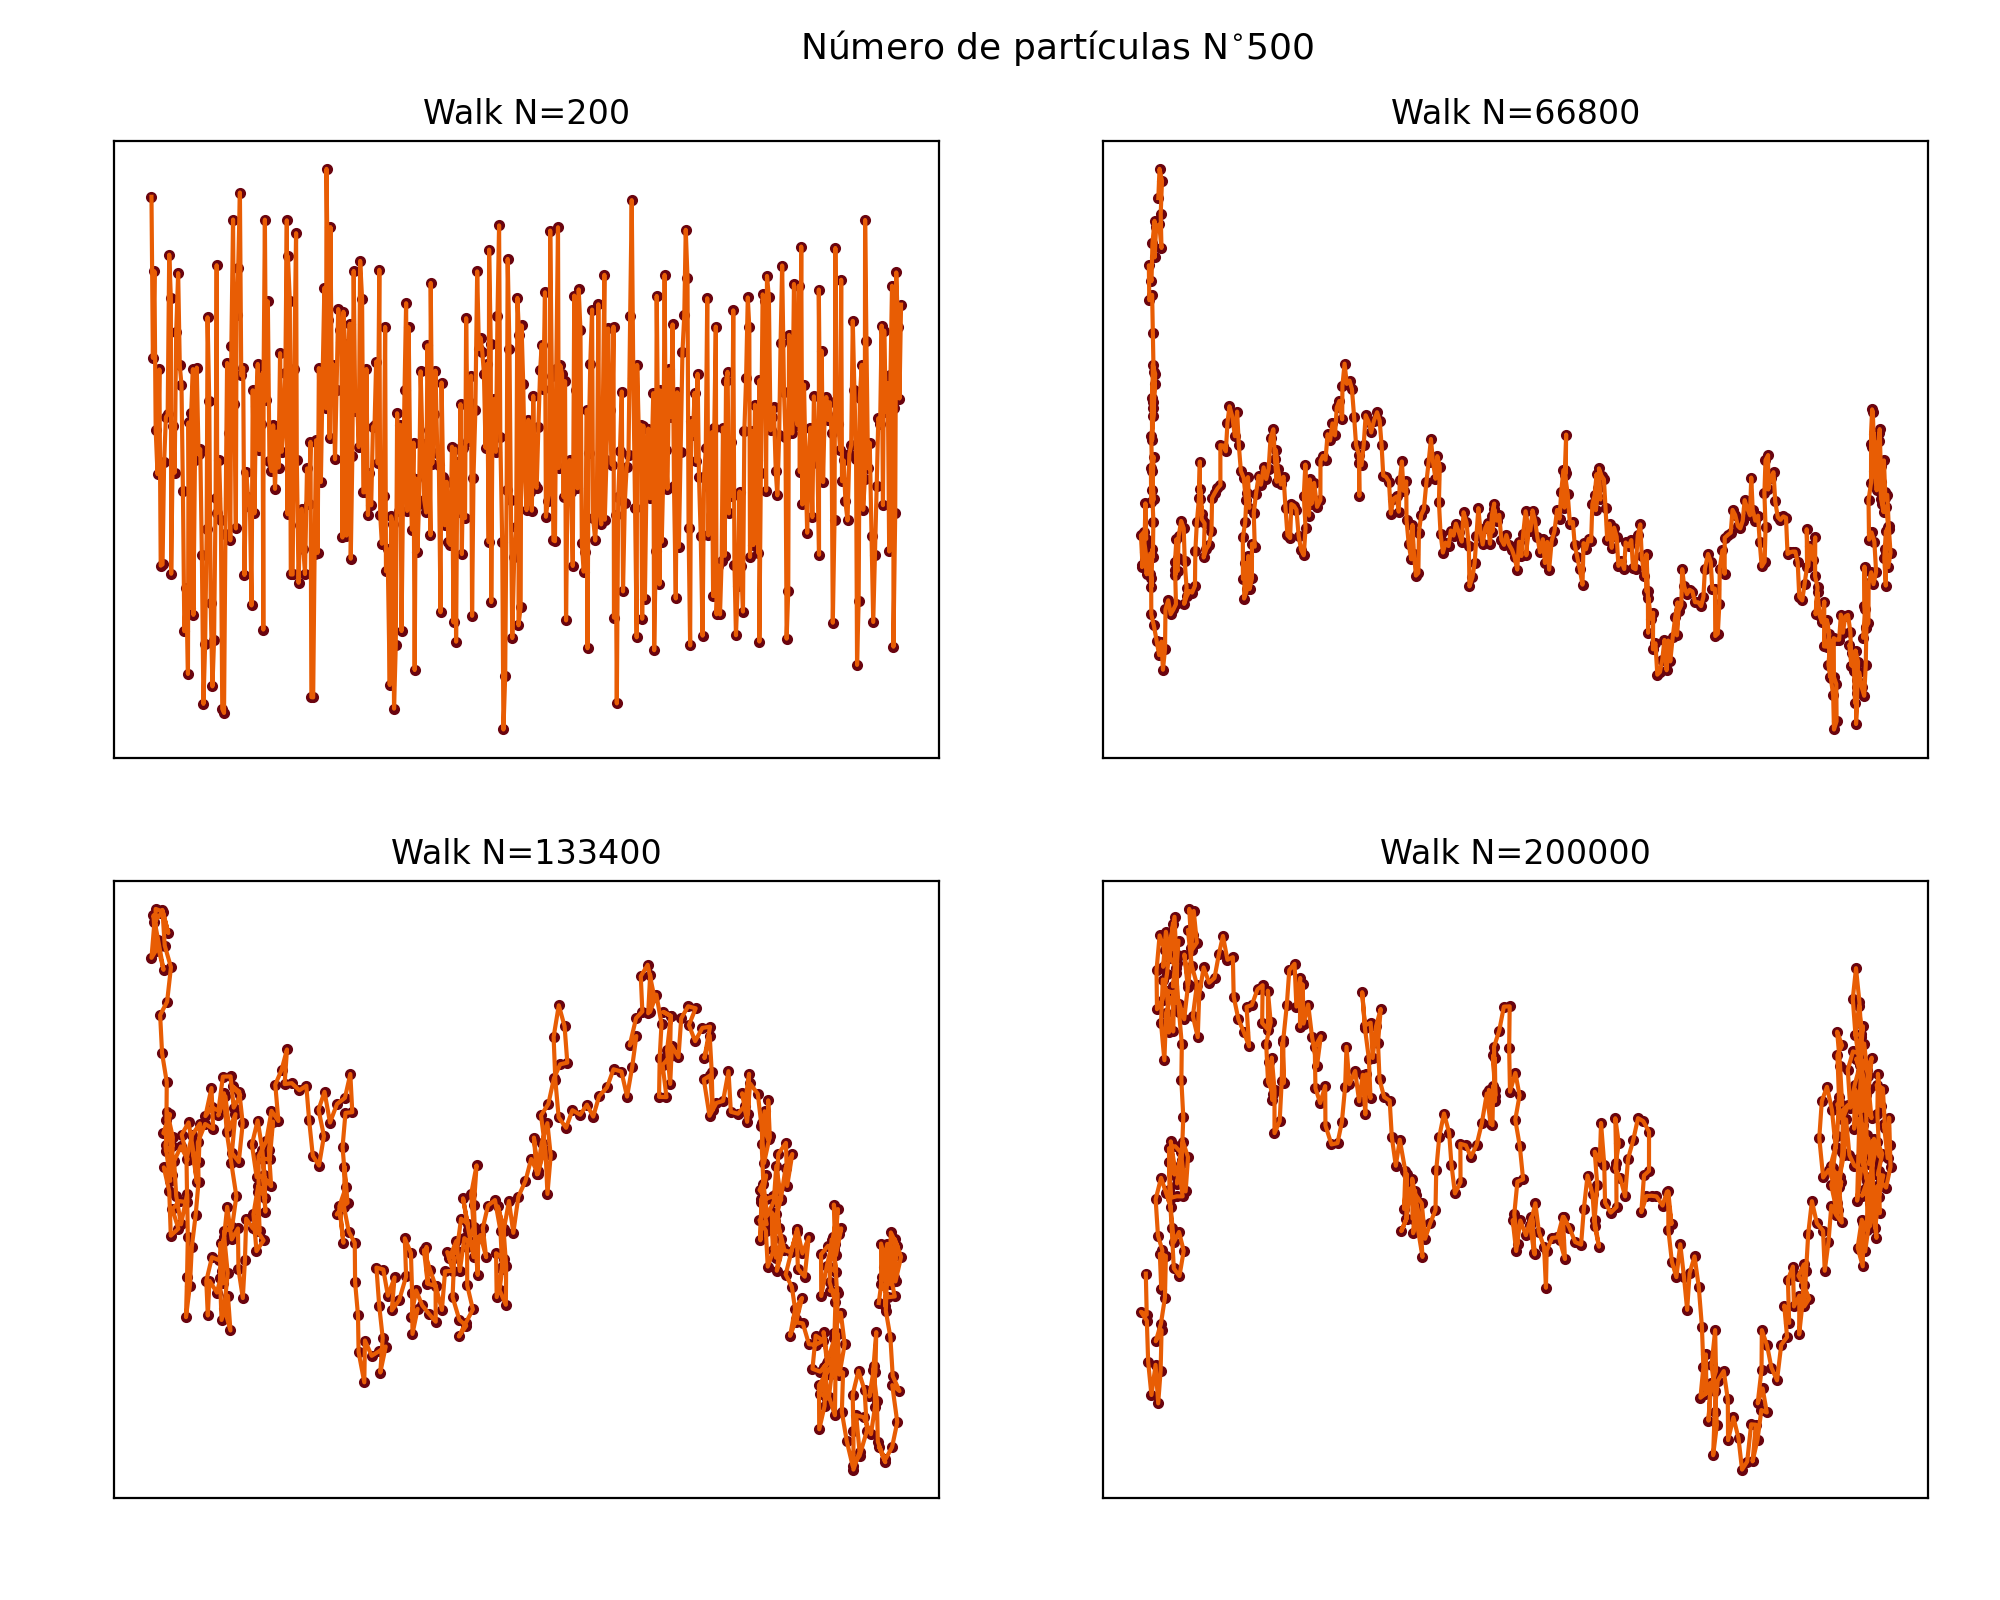 Número de partículas N°500
Walk N=200
Walk N=66800
Walk N=133400
Walk N=200000